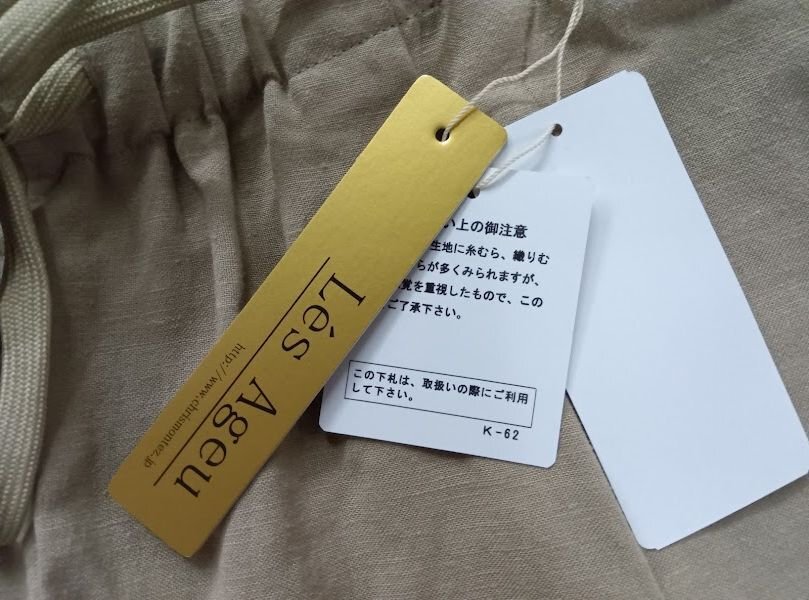 Lés Ageu
http://www.chrismontez.jp
い上の御注意
生地に糸むら、織りむ
らが多くみられますが、
覚を重視したもので、この
ご了承下さい。
この下札は、取扱いの際にご利用
して下さい。
K-62